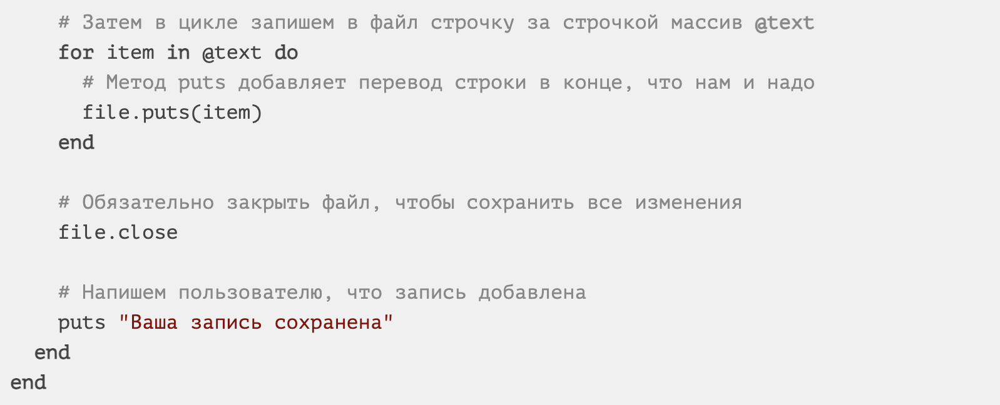 # Затем в цикле запишем в файл строчку за строчкой массив @text
for item in @text do
# Метод puts добавляет перевод строки в конце, что нам и надо
file.puts(item)
end
# Обязательно закрыть файл, чтобы сохранить все изменения
file.close
# Напишем пользователю, что запись добавлена
puts "Ваша запись сохранена"
end
end